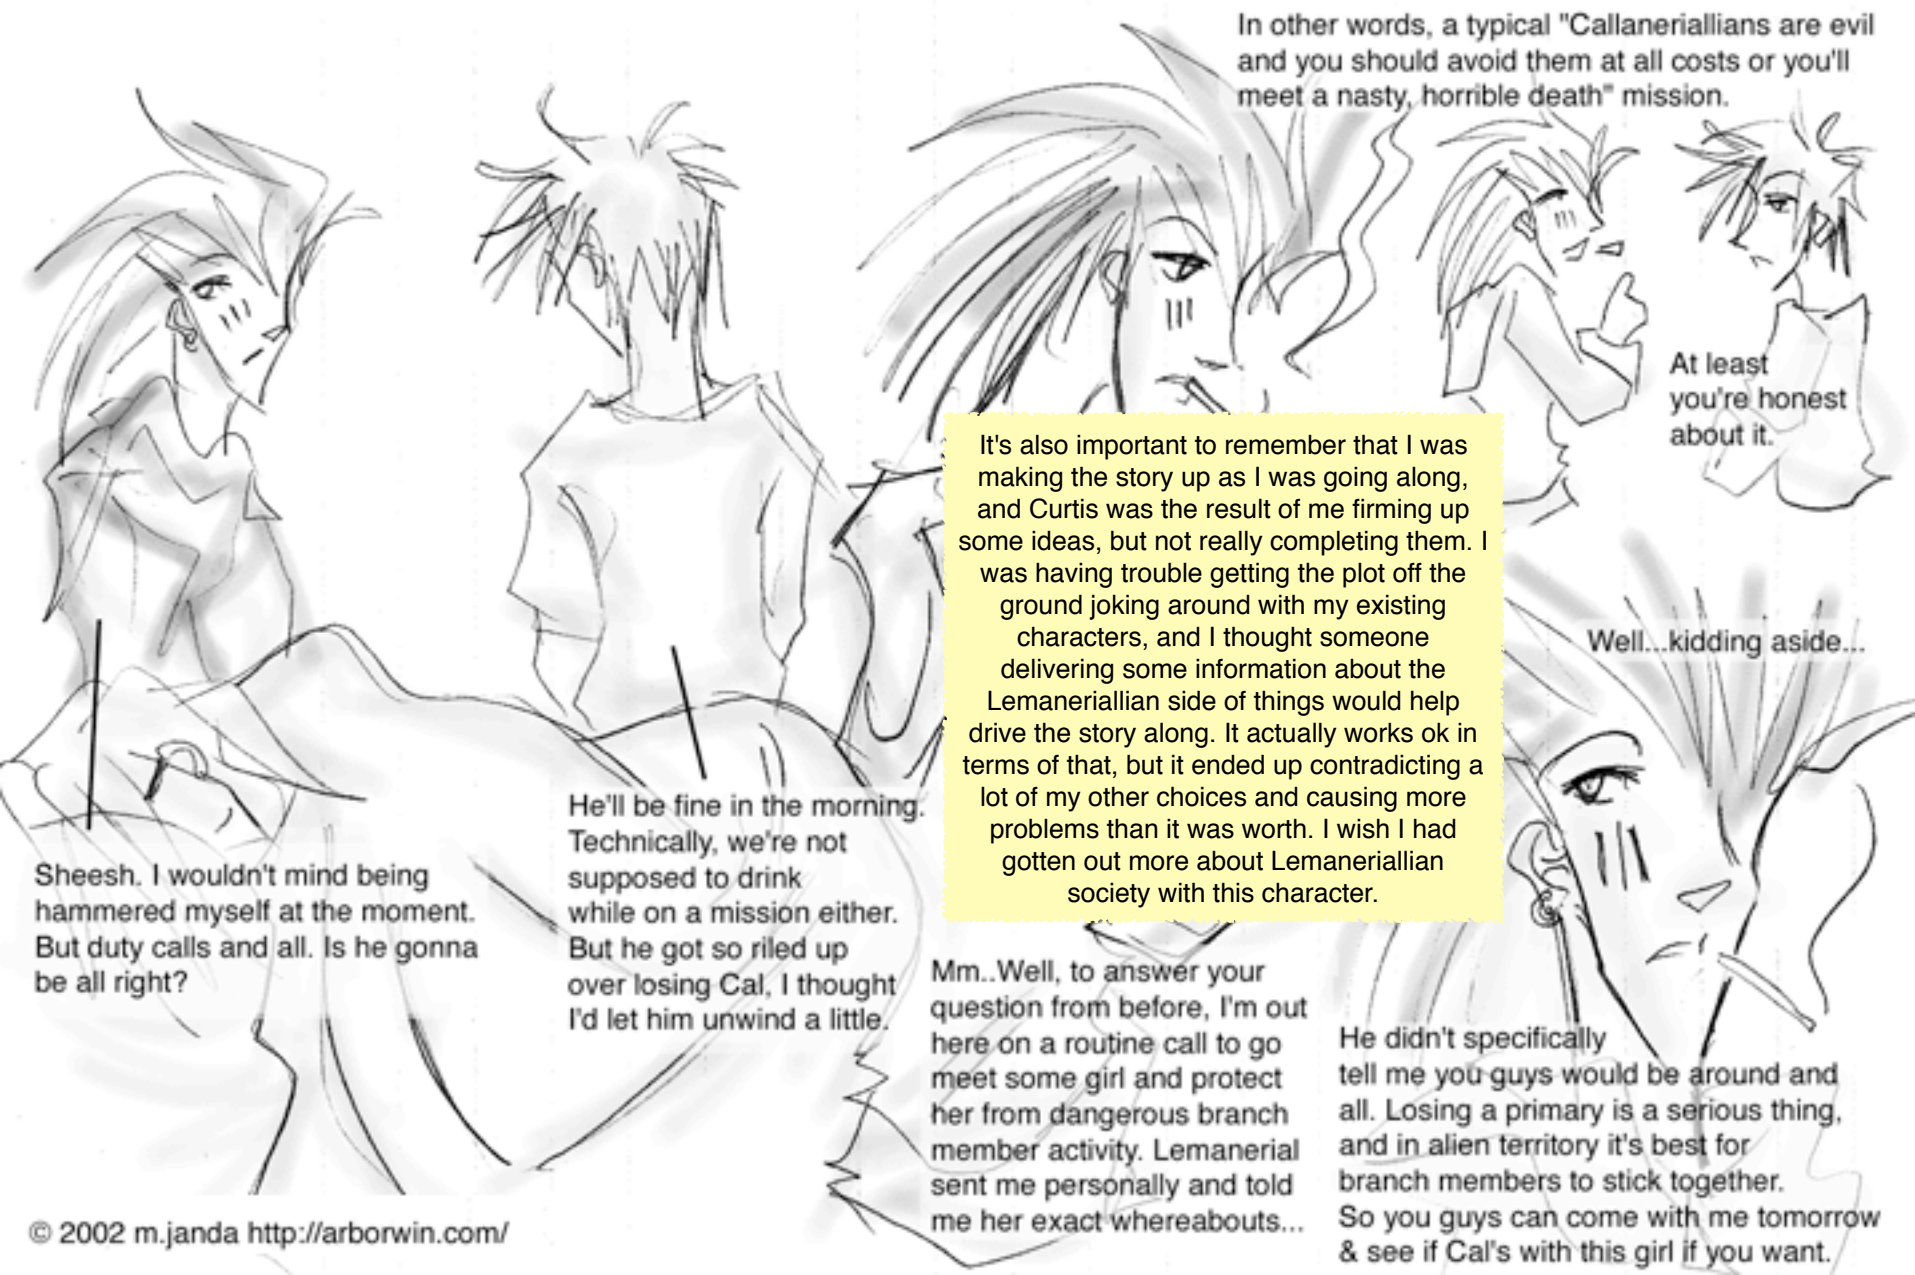 In other words, a typical "Callaneriallians are evil
and you should avoid them at all costs or you'll
meet a nasty, horrible death" mission.
At least
you're honest
about it.
It's also important to remember that I was
making the story up as I was going along,
and Curtis was the result of me firming up
some ideas, but not really completing them. I
was having trouble getting the plot off the
ground joking around with my existing
characters, and I thought someone
delivering some information about the
Lemaneriallian side of things would help
drive the story along. It actually works ok in
terms of that, but it ended up contradicting a
lot of my other choices and causing more
problems than it was worth. I wish I had
gotten out more about Lemaneriallian
society with this character.
Well...kidding aside...
Sheesh. I wouldn't mind being
hammered myself at the moment.
But duty calls and all. Is he gonna
be all right?
He'll be fine in the morning.
Technically, we're not
supposed to drink
while on a mission either.
But he got so riled up
over losing Cal, I thought
I'd let him unwind a little.
Mm..Well, to answer your
question from before, I'm out
here on a routine call to go
meet some girl and protect
her from dangerous branch
member activity. Lemanerial
sent me personally and told
me her exact whereabouts...
He didn't specifically
tell me you guys would be around and
all. Losing a primary is a serious thing,
and in alien territory it's best for
branch members to stick together.
So you guys can come with me tomorrow
& see if Cal's with this girl if you want.
© 2002 m.janda http://arborwin.com/